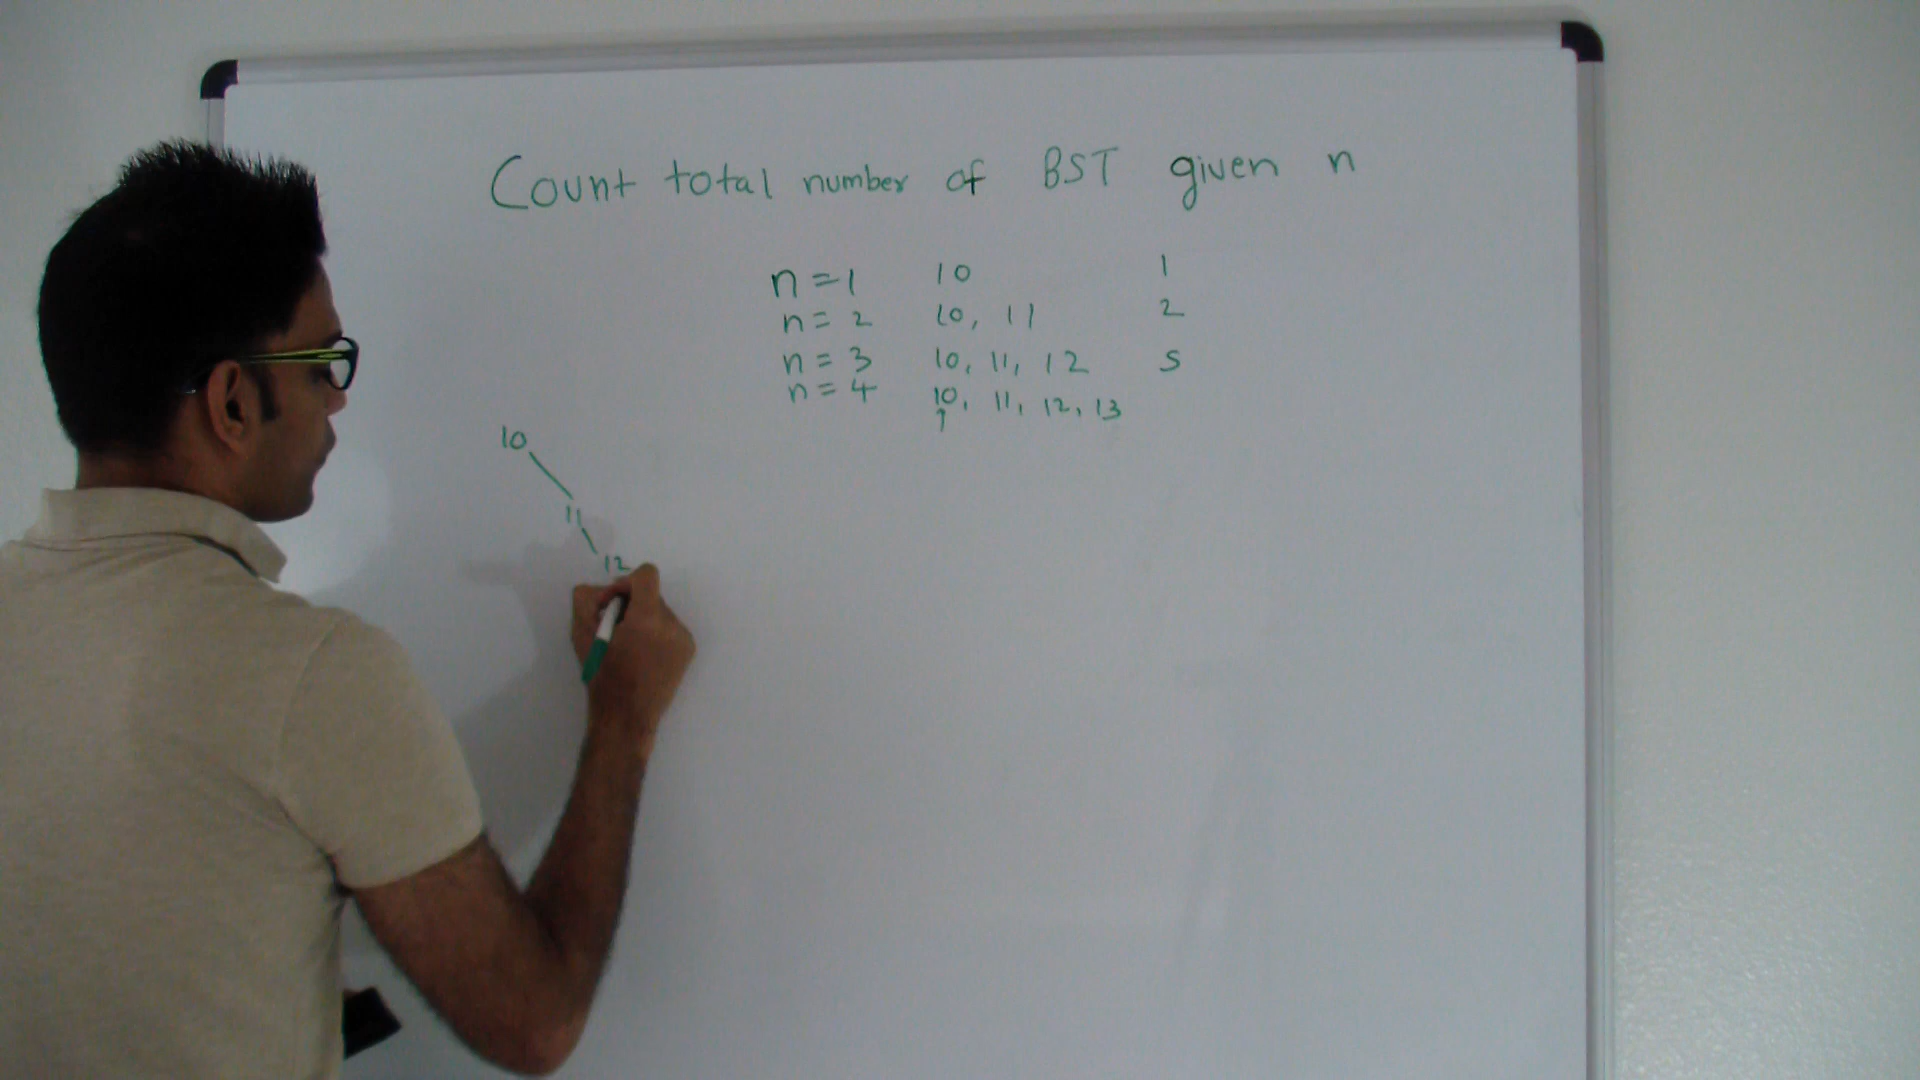 Count total number of BST given n
n = 1 10 1
n = 2 10, 11 2
n = 3 10, 11, 12 5
n = 4 10, 11, 12, 13
10
11
12